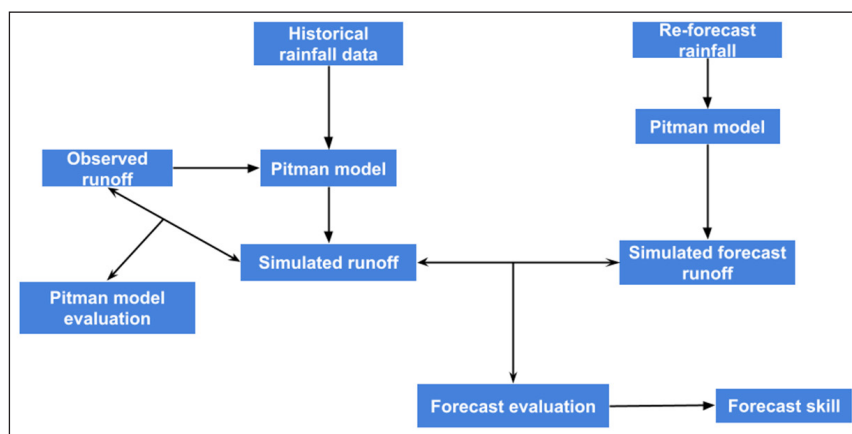 Historical
rainfall data
Re-forecast
rainfall
Pitman model
Observed
runoff
Pitman model
Simulated runoff
Simulated forecast
runoff
Pitman model
evaluation
Forecast evaluation
Forecast skill